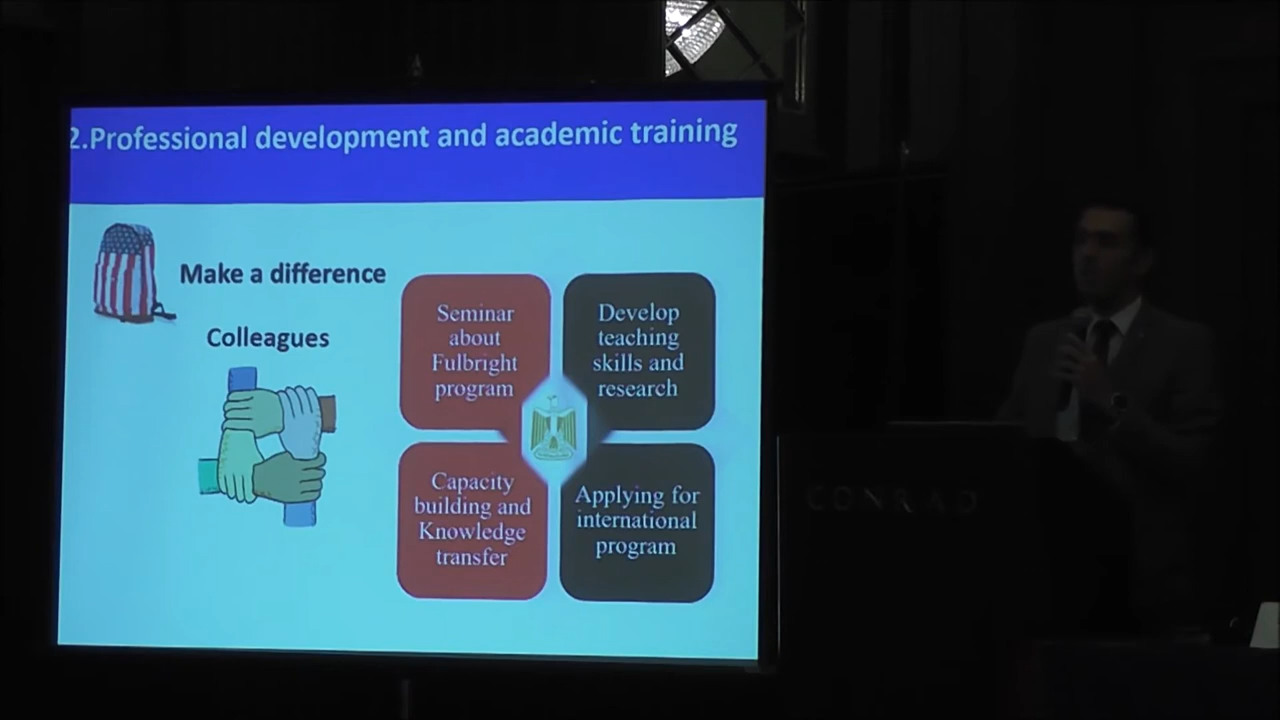 2.Professional development and academic training
Make a difference
Colleagues
Seminar
about
Fulbright
program
Develop
teaching
skills and
research
Capacity
building and
Knowledge
transfer
Applying for
international
program
CONRAD